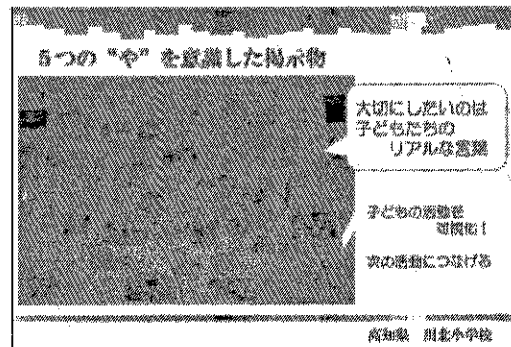 5つの“や”を意識した掲示物
大切にしたいのは
子どもたちの
リアルな言葉
子どもの活動を
可視化！
次の活動につなげる
高知県 川北小学校